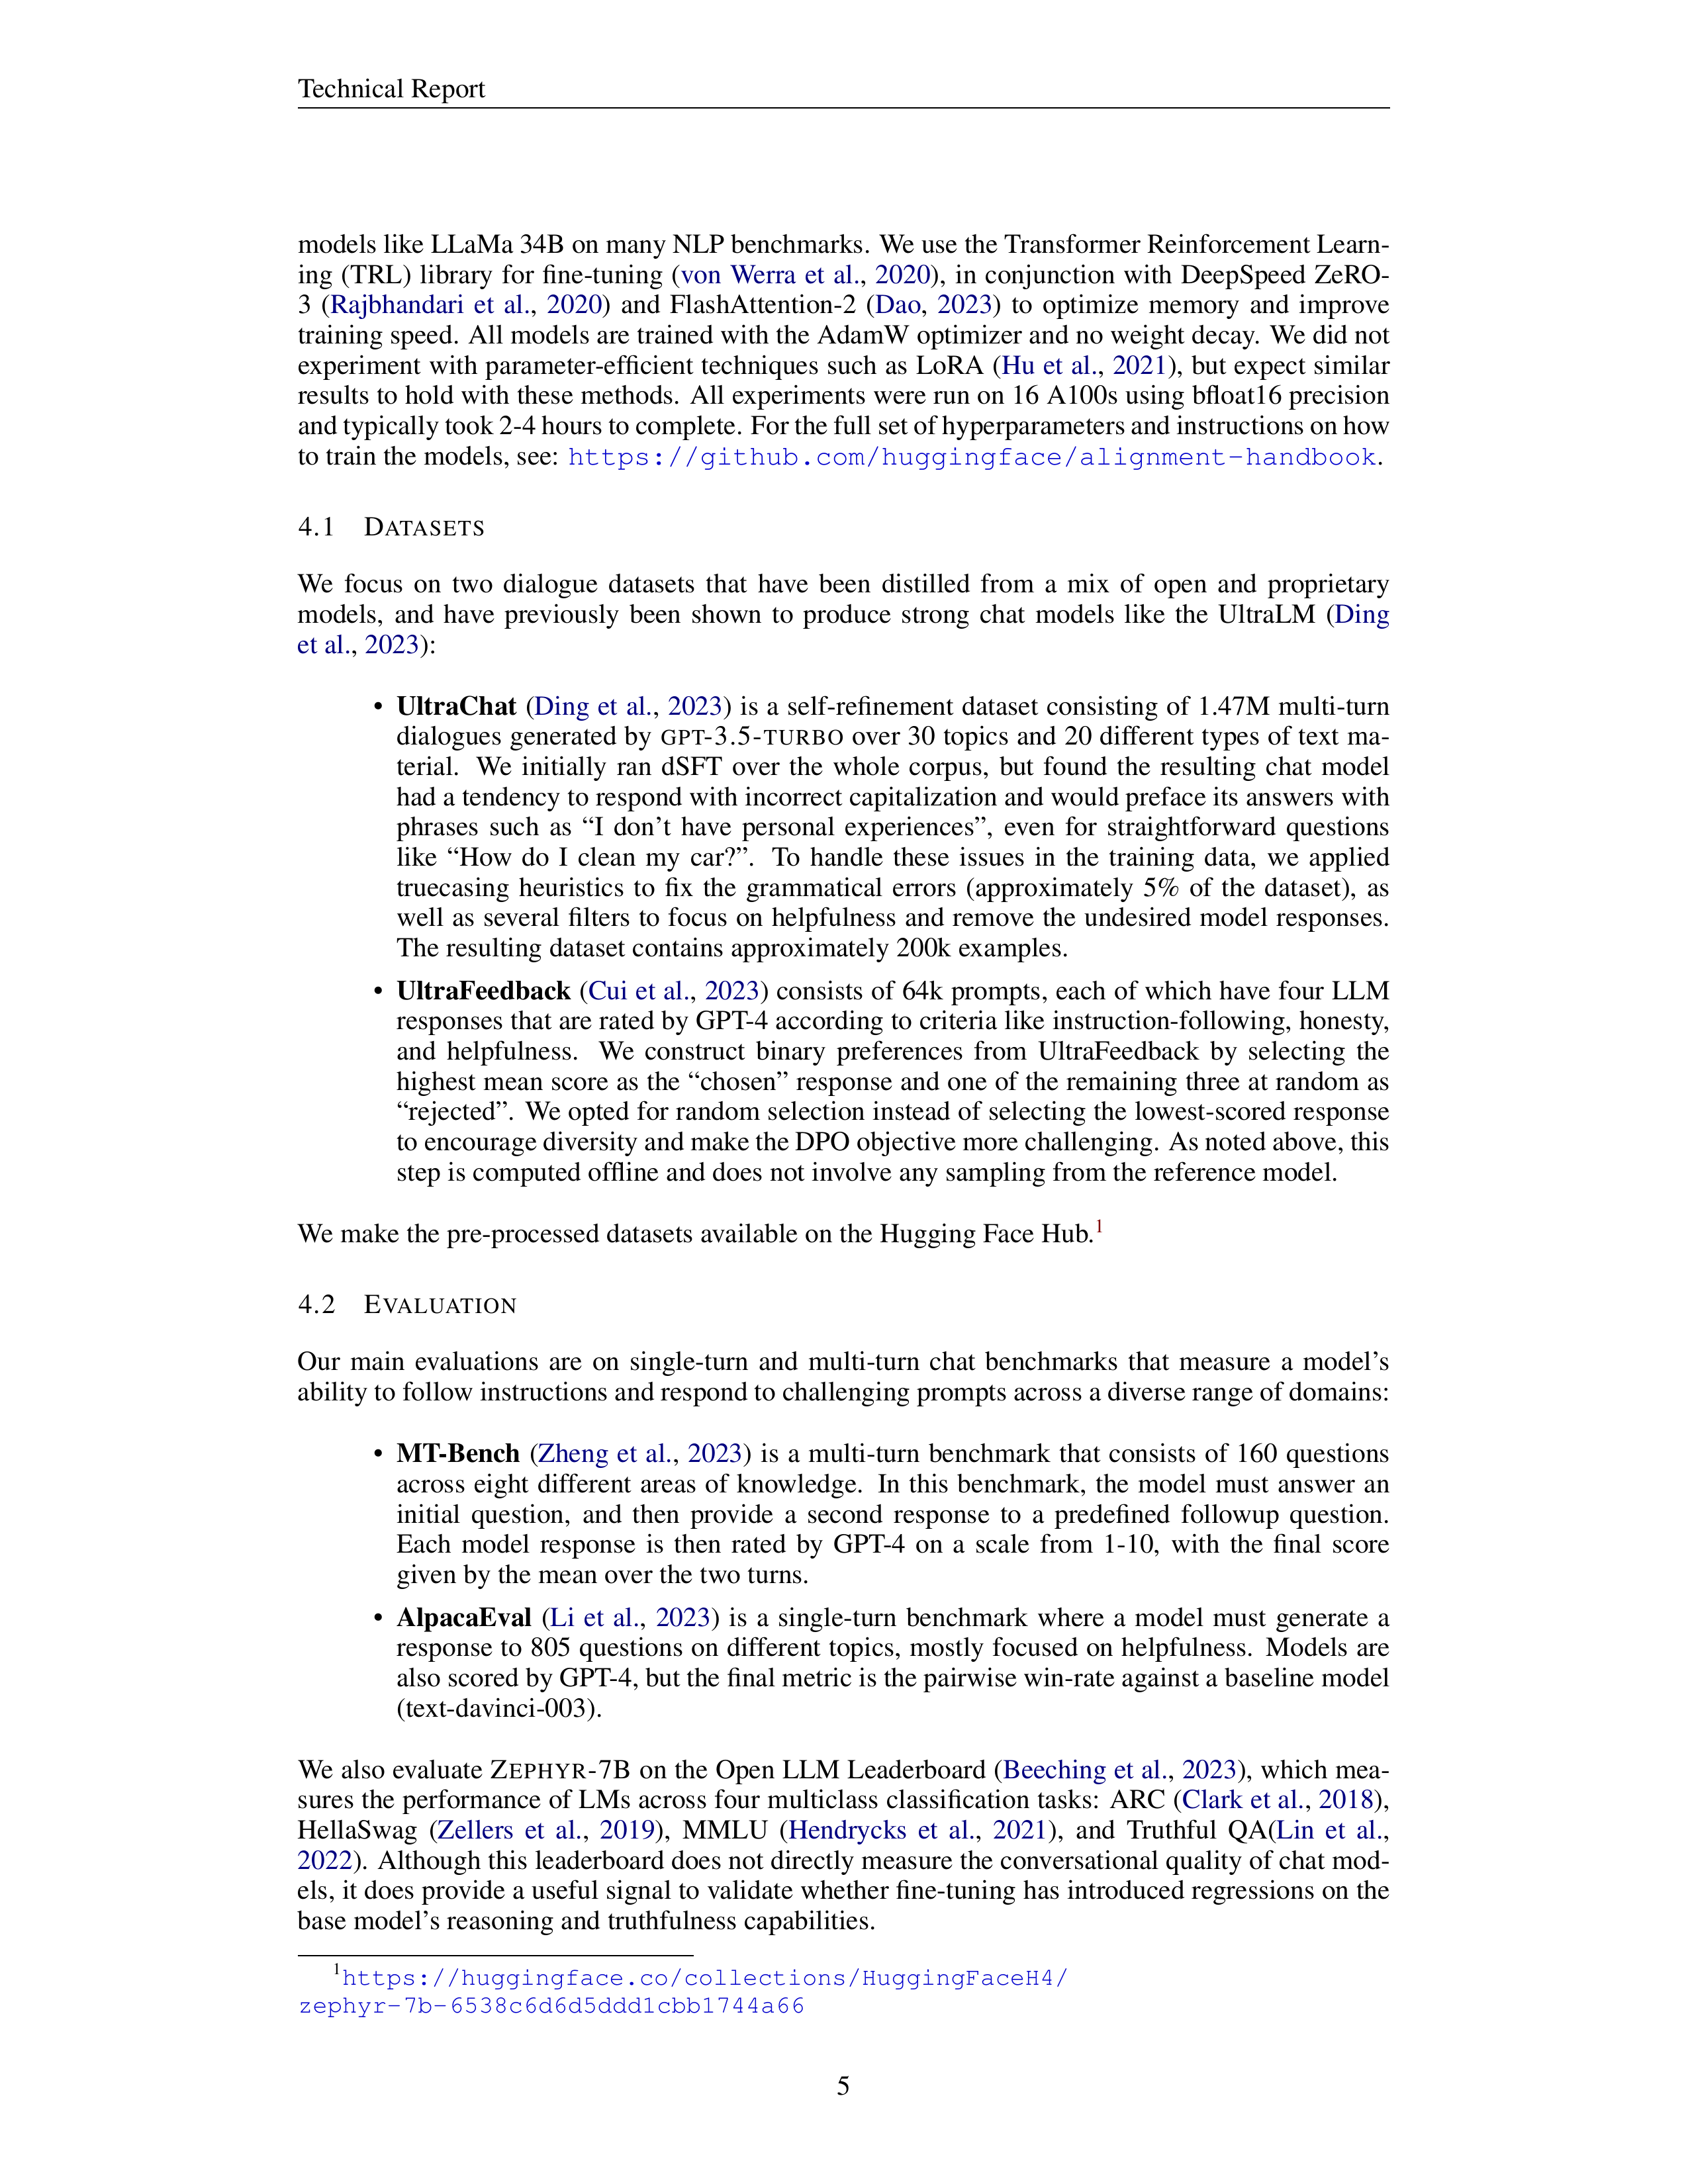 Technical Report
models like LLaMa 34B on many NLP benchmarks. We use the Transformer Reinforcement Learn-
ing (TRL) library for fine-tuning (von Werra et al., 2020), in conjunction with DeepSpeed ZeRO-
3 (Rajbhandari et al., 2020) and FlashAttention-2 (Dao, 2023) to optimize memory and improve
training speed. All models are trained with the AdamW optimizer and no weight decay. We did not
experiment with parameter-efficient techniques such as LoRA (Hu et al., 2021), but expect similar
results to hold with these methods. All experiments were run on 16 A100s using bfloat16 precision
and typically took 2-4 hours to complete. For the full set of hyperparameters and instructions on how
to train the models, see: https://github.com/huggingface/alignment-handbook.
4.1 DATASETS
We focus on two dialogue datasets that have been distilled from a mix of open and proprietary
models, and have previously been shown to produce strong chat models like the UltraLM (Ding
et al., 2023):
• UltraChat (Ding et al., 2023) is a self-refinement dataset consisting of 1.47M multi-turn
dialogues generated by GPT-3.5-TURBO over 30 topics and 20 different types of text ma-
terial. We initially ran dSFT over the whole corpus, but found the resulting chat model
had a tendency to respond with incorrect capitalization and would preface its answers with
phrases such as “I don’t have personal experiences”, even for straightforward questions
like “How do I clean my car?”. To handle these issues in the training data, we applied
truecasing heuristics to fix the grammatical errors (approximately 5% of the dataset), as
well as several filters to focus on helpfulness and remove the undesired model responses.
The resulting dataset contains approximately 200k examples.
• UltraFeedback (Cui et al., 2023) consists of 64k prompts, each of which have four LLM
responses that are rated by GPT-4 according to criteria like instruction-following, honesty,
and helpfulness. We construct binary preferences from UltraFeedback by selecting the
highest mean score as the “chosen” response and one of the remaining three at random as
“rejected”. We opted for random selection instead of selecting the lowest-scored response
to encourage diversity and make the DPO objective more challenging. As noted above, this
step is computed offline and does not involve any sampling from the reference model.
We make the pre-processed datasets available on the Hugging Face Hub.1
4.2 EVALUATION
Our main evaluations are on single-turn and multi-turn chat benchmarks that measure a model’s
ability to follow instructions and respond to challenging prompts across a diverse range of domains:
• MT-Bench (Zheng et al., 2023) is a multi-turn benchmark that consists of 160 questions
across eight different areas of knowledge. In this benchmark, the model must answer an
initial question, and then provide a second response to a predefined followup question.
Each model response is then rated by GPT-4 on a scale from 1-10, with the final score
given by the mean over the two turns.
• AlpacaEval (Li et al., 2023) is a single-turn benchmark where a model must generate a
response to 805 questions on different topics, mostly focused on helpfulness. Models are
also scored by GPT-4, but the final metric is the pairwise win-rate against a baseline model
(text-davinci-003).
We also evaluate ZEPHYR-7B on the Open LLM Leaderboard (Beeching et al., 2023), which mea-
sures the performance of LMs across four multiclass classification tasks: ARC (Clark et al., 2018),
HellaSwag (Zellers et al., 2019), MMLU (Hendrycks et al., 2021), and Truthful QA(Lin et al.,
2022). Although this leaderboard does not directly measure the conversational quality of chat mod-
els, it does provide a useful signal to validate whether fine-tuning has introduced regressions on the
base model’s reasoning and truthfulness capabilities.
1https://huggingface.co/collections/HuggingFaceH4/
zephyr-7b-6538c6d6d5ddd1cbb1744a66
5